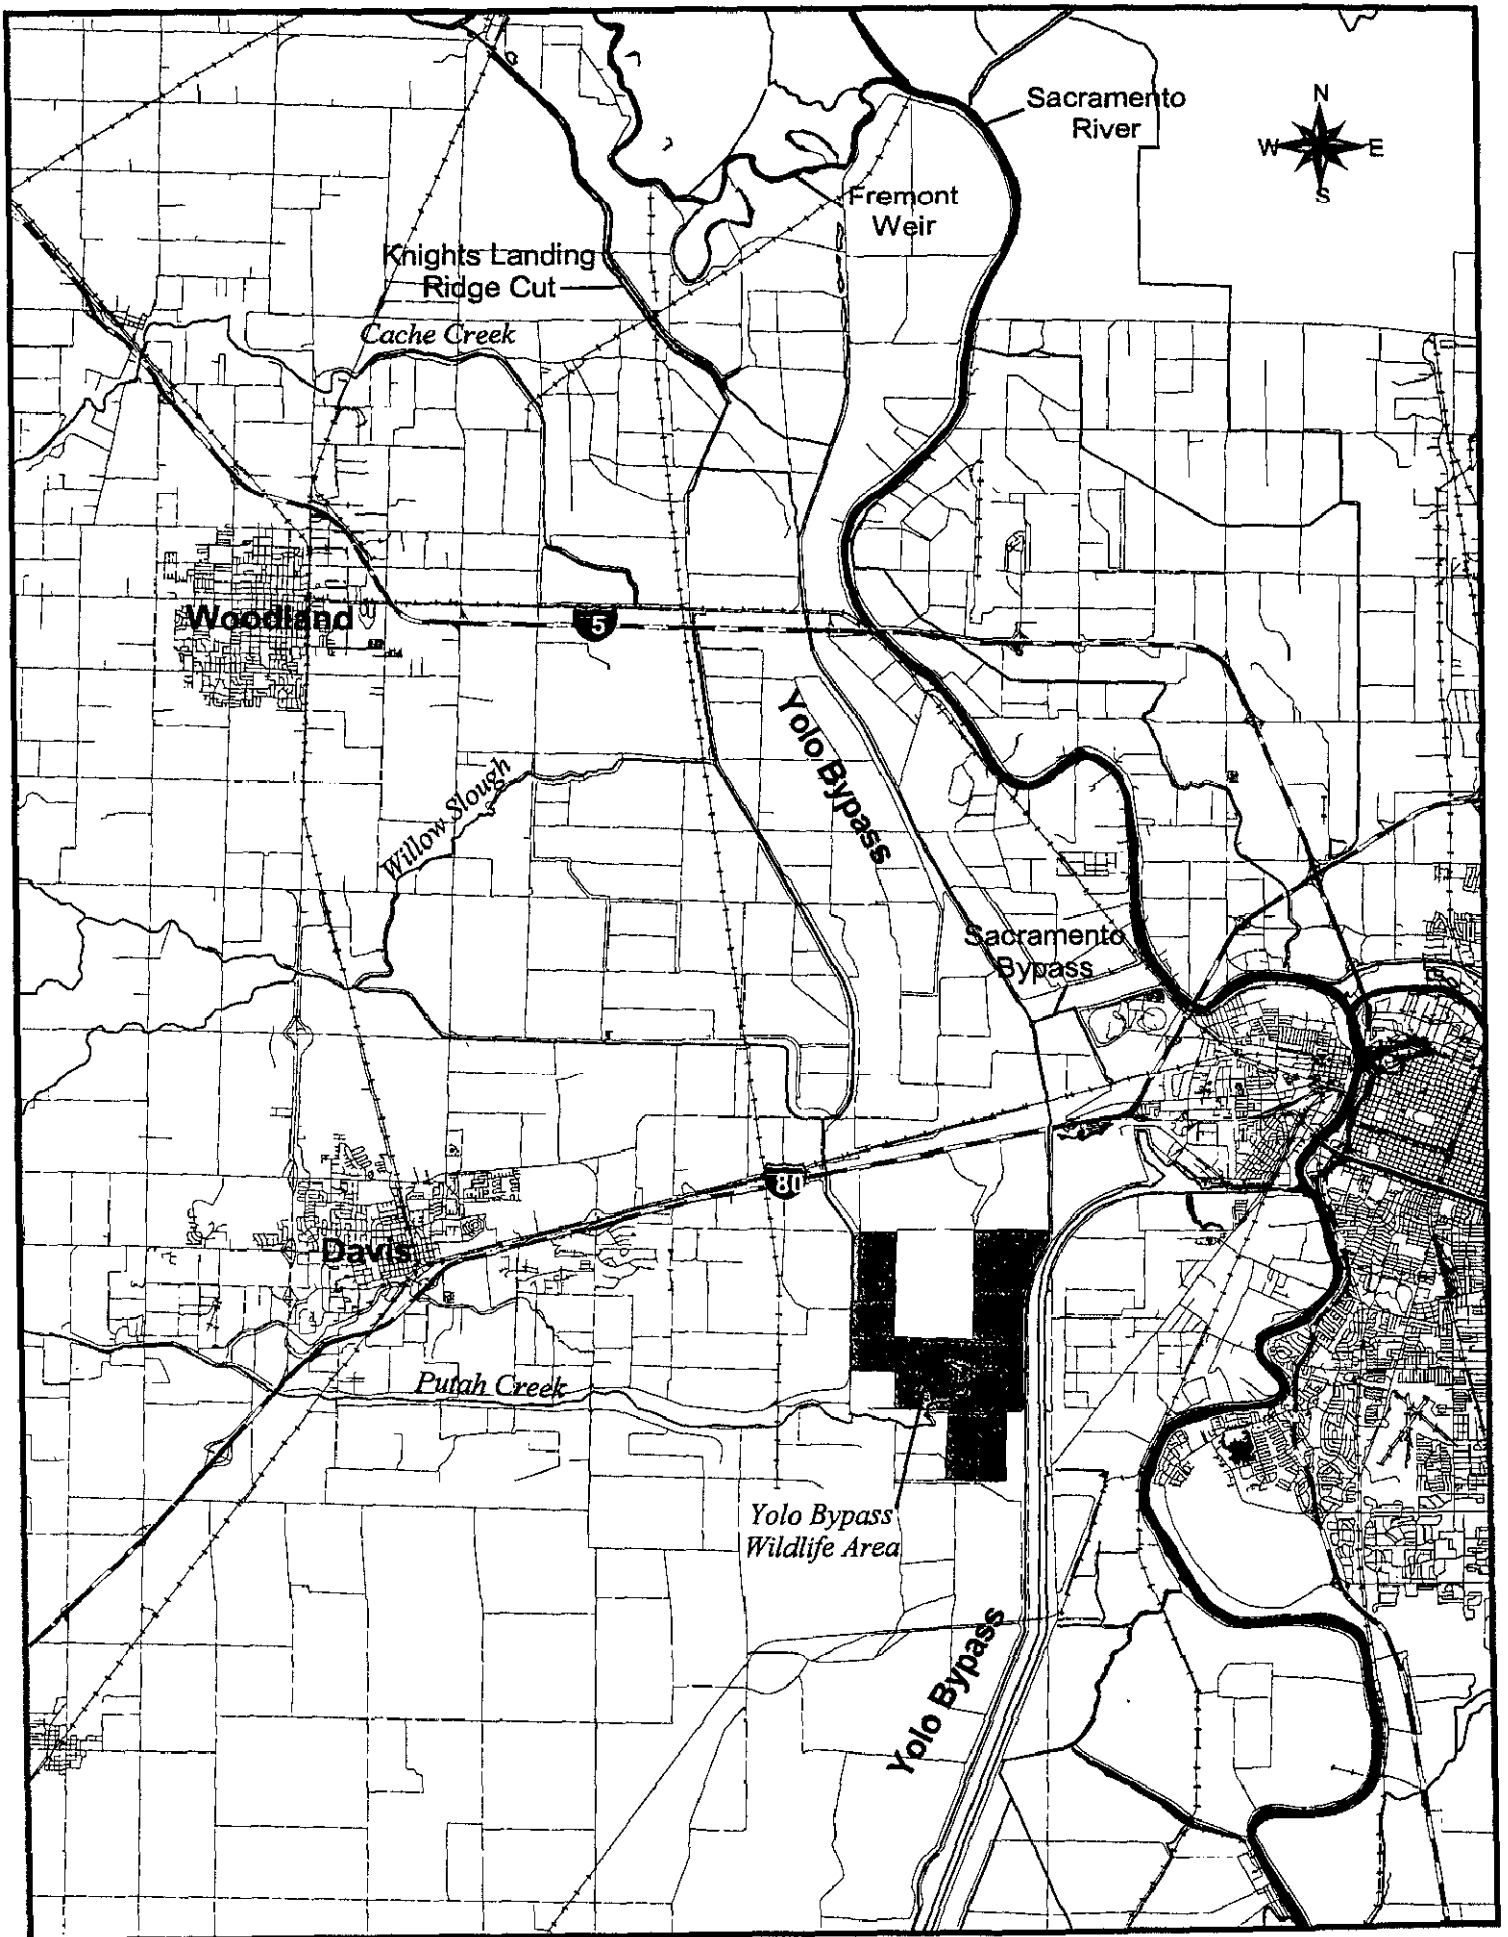 Sacramento
River
N
W E
S
Fremont
Weir
Knights Landing
Ridge Cut
Cache Creek
Woodland
5
Yolo Bypass
Willow Slough
Sacramento
Bypass
80
Davis
Putah Creek
Yolo Bypass
Wildlife Area
Yolo Bypass